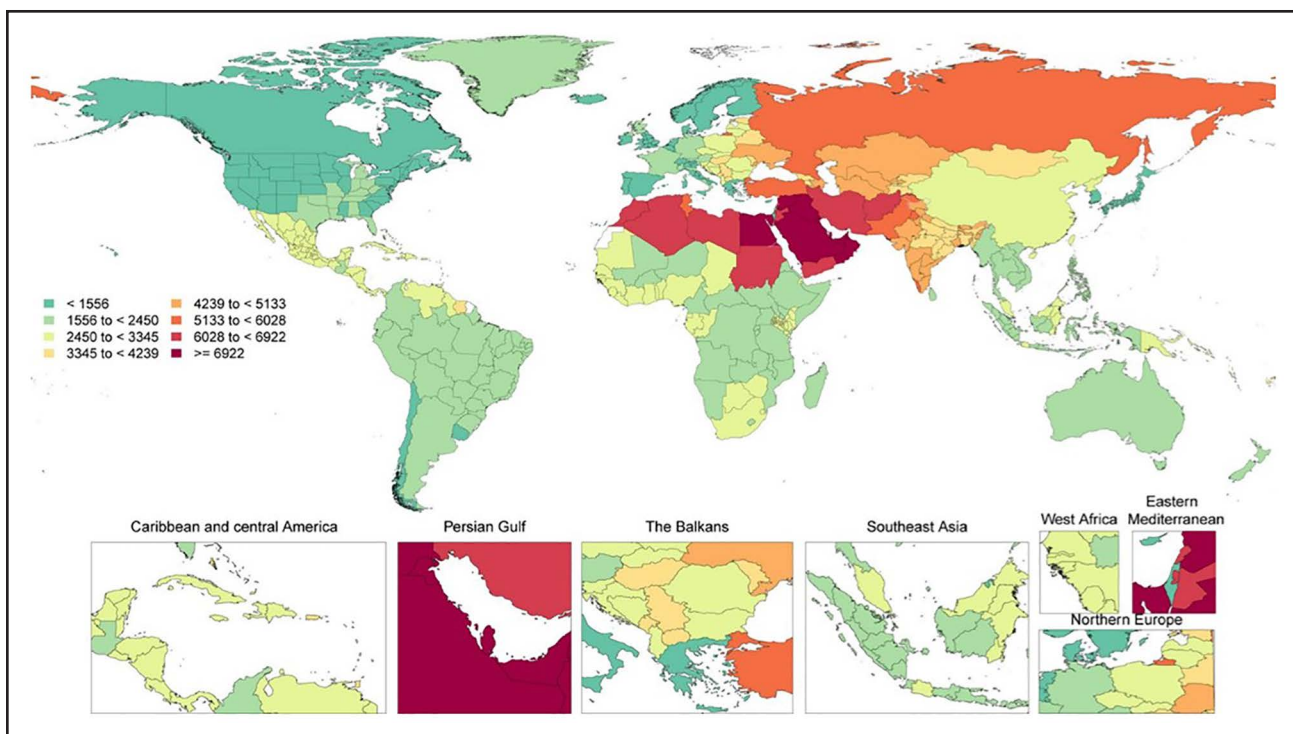 < 1556
1556 to < 2450
2450 to < 3345
3345 to < 4239
4239 to < 5133
5133 to < 6028
6028 to < 6922
>= 6922
Caribbean and central America
Persian Gulf
The Balkans
Southeast Asia
West Africa
Eastern
Mediterranean
Northern Europe